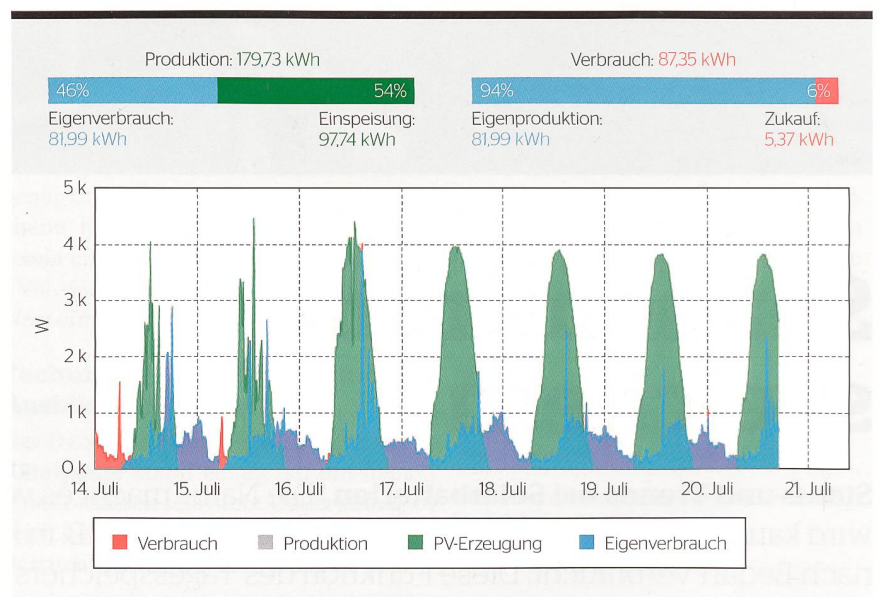 Produktion: 179,73 kWh
46% 54%
Eigenverbrauch: Einspeisung:
81,99 kWh 97,74 kWh
Verbrauch: 87,35 kWh
94% 6%
Eigenproduktion: Zukauf:
81,99 kWh 5,37 kWh
5 k
4 k
3 k
2 k
1 k
0 k
W
14. Juli 15. Juli 16. Juli 17. Juli 18. Juli 19. Juli 20. Juli 21. Juli
Verbrauch Produktion PV-Erzeugung Eigenverbrauch